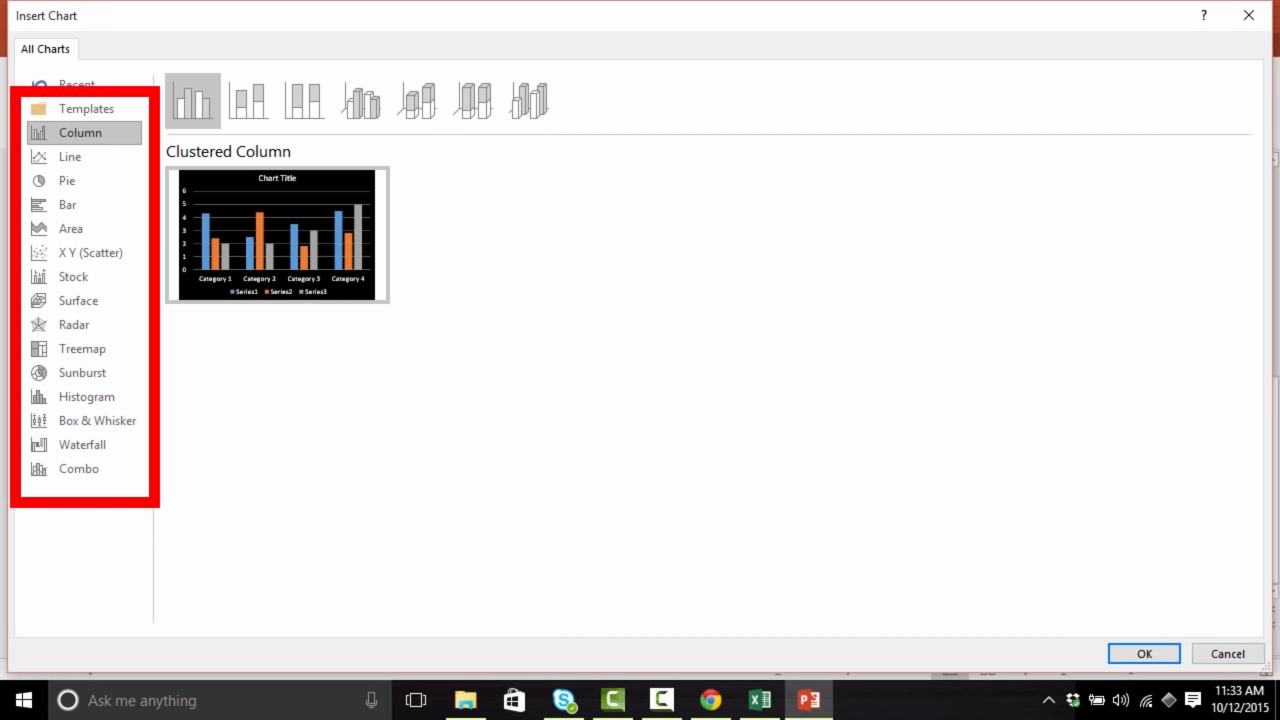 Insert Chart
?
All Charts
Recent
Templates
Column
Line
Pie
Bar
Area
X Y (Scatter)
Stock
Surface
Radar
Treemap
Sunburst
Histogram
Box & Whisker
Waterfall
Combo
Clustered Column
Chart Title
6
5
4
3
2
1
0
Category 1 Category 2 Category 3 Category 4
Series1 Series2 Series3
OK Cancel
Ask me anything
11:33 AM
10/12/2015